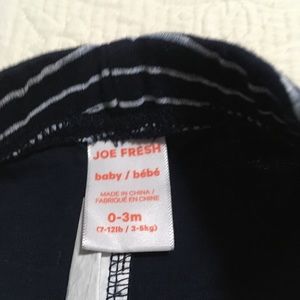 JOE FRESH
baby / bébé
MADE IN CHINA /
FABRIQUÉ EN CHINE
0-3m
(7-12lb / 3-5kg)